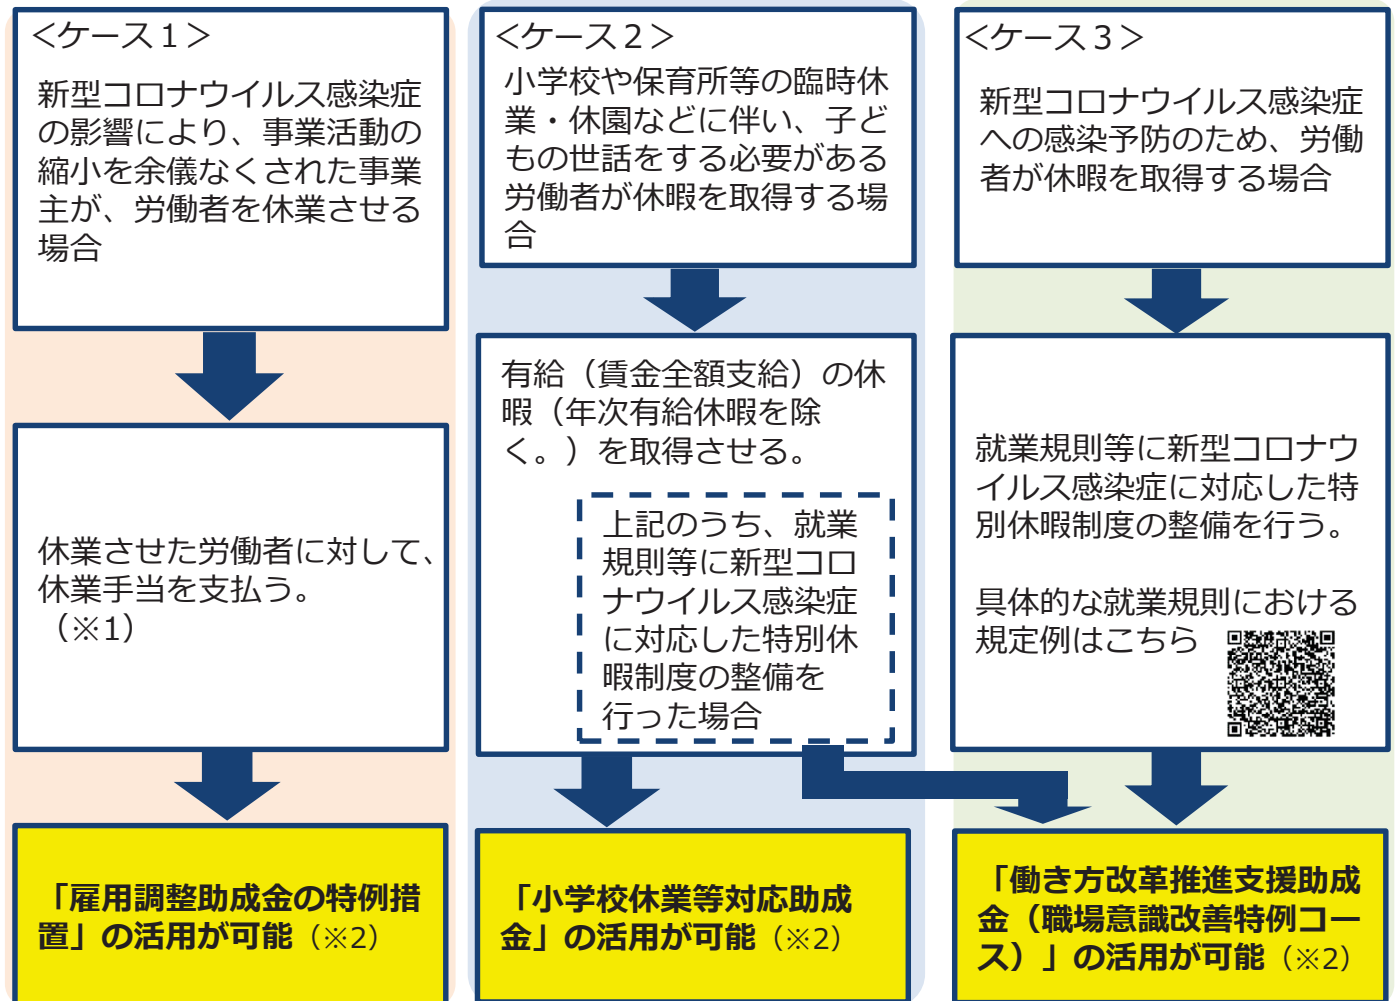 ＜ケース１＞
新型コロナウイルス感染症
の影響により、事業活動の
縮小を余儀なくされた事業
主が、労働者を休業させる
場合
休業させた労働者に対して、
休業手当を支払う。
（※1）
「雇用調整助成金の特例措
置」の活用が可能（※2）
＜ケース２＞
小学校や保育所等の臨時休
業・休園などに伴い、子ど
もの世話をする必要がある
労働者が休暇を取得する場
合
有給（賃金全額支給）の休
暇（年次有給休暇を除
く。）を取得させる。
上記のうち、就業
規則等に新型コロ
ナウイルス感染症
に対応した特別休
暇制度の整備を
行った場合
「小学校休業等対応助成
金」の活用が可能（※2）
＜ケース３＞
新型コロナウイルス感染症
への感染予防のため、労働
者が休暇を取得する場合
就業規則等に新型コロナウ
イルス感染症に対応した特
別休暇制度の整備を行う。
具体的な就業規則における
規定例はこちら
「働き方改革推進支援助成
金（職場意識改善特例コー
ス）」の活用が可能（※2）